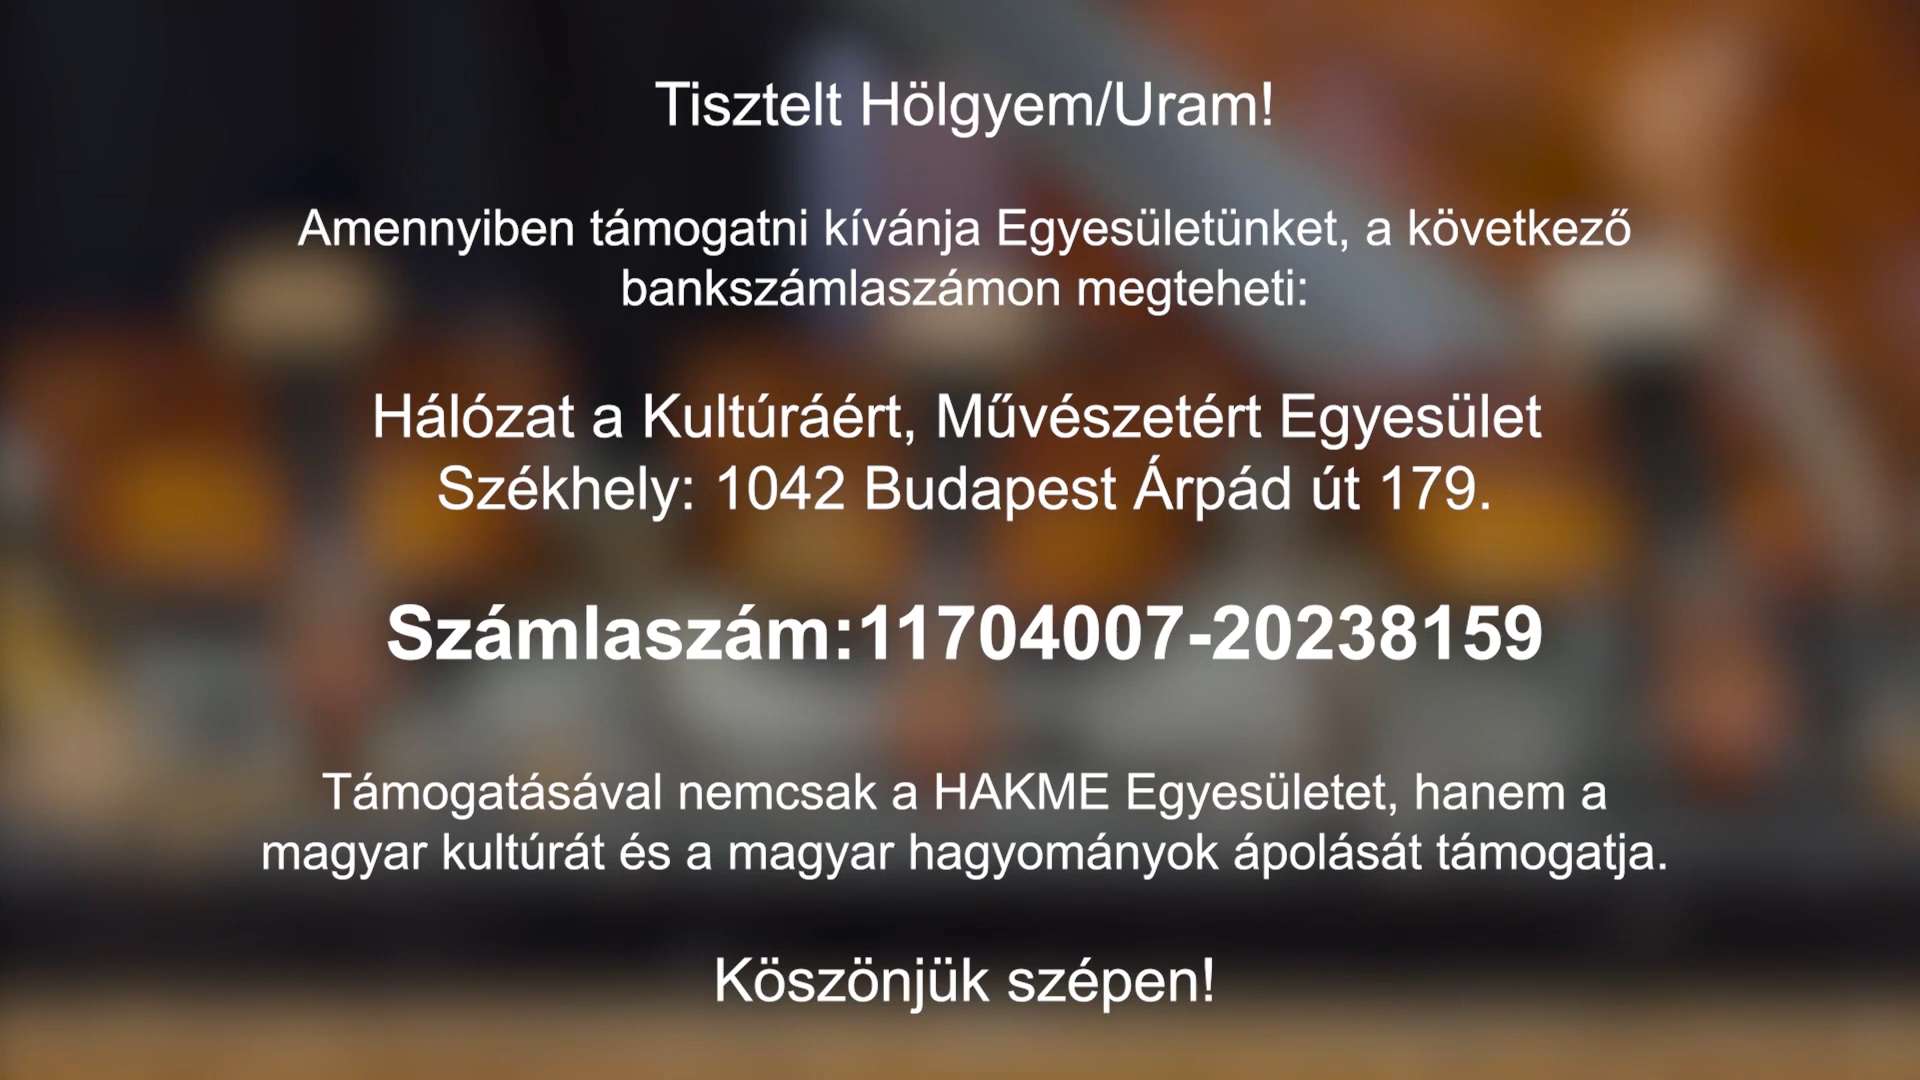 Tisztelt Hölgyem/Uram!
Amennyiben támogatni kívánja Egyesületünket, a következő
bankszámlaszámon megteheti:
Hálózat a Kultúráért, Művészetért Egyesület
Székhely: 1042 Budapest Árpád út 179.
Számlaszám:11704007-20238159
Támogatásával nemcsak a HAKME Egyesületet, hanem a
magyar kultúrát és a magyar hagyományok ápolását támogatja.
Köszönjük szépen!